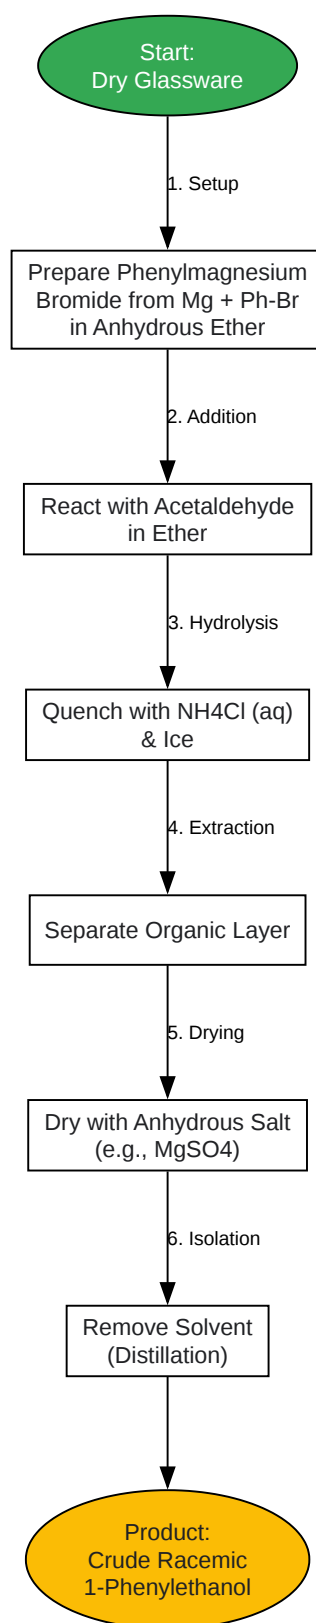 Start:
Dry Glassware
1. Setup
Prepare Phenylmagnesium
Bromide from Mg + Ph-Br
in Anhydrous Ether
2. Addition
React with Acetaldehyde
in Ether
3. Hydrolysis
Quench with NH4Cl (aq)
& Ice
4. Extraction
Separate Organic Layer
5. Drying
Dry with Anhydrous Salt
(e.g., MgSO4)
6. Isolation
Remove Solvent
(Distillation)
Product:
Crude Racemic
1-Phenylethanol